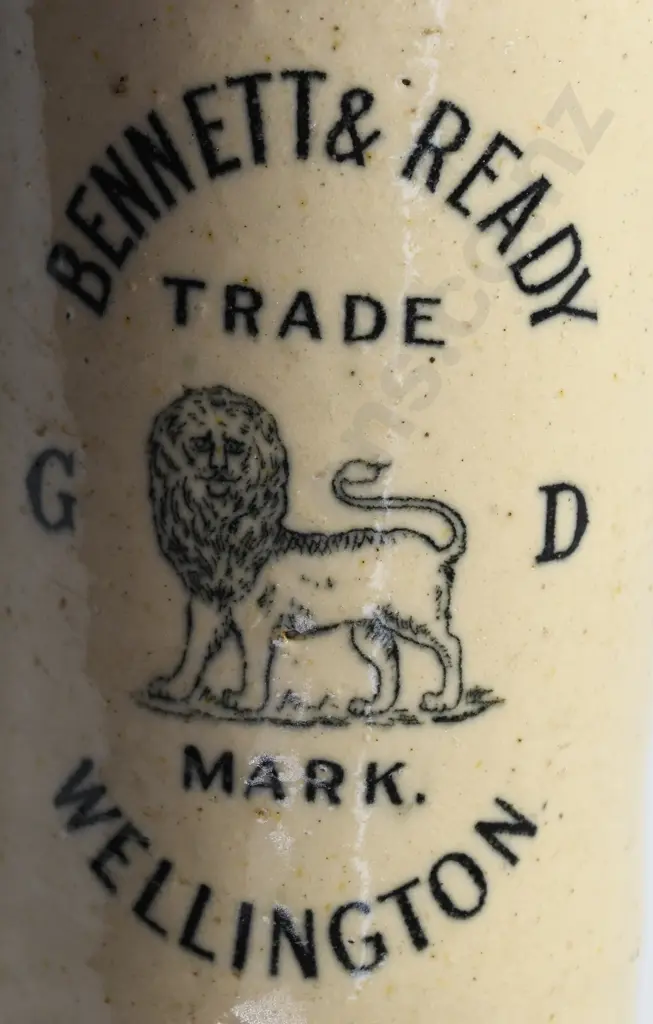 BENNETT & READY
TRADE
G D
MARK.
WELLINGTON